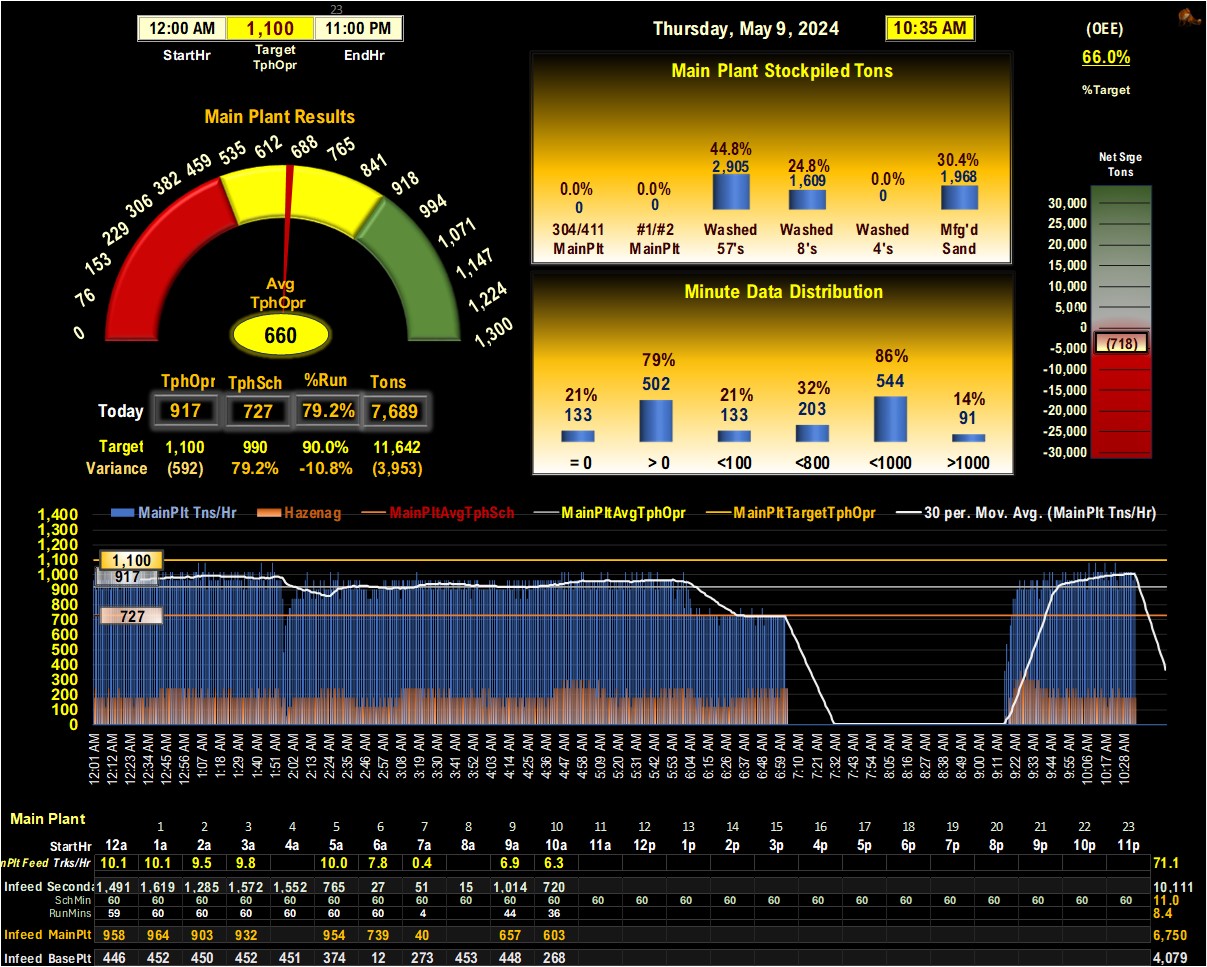 23
12:00 AM 1,100 11:00 PM
StartHr Target TphOpr EndHr
Thursday, May 9, 2024 10:35 AM
(OEE)
66.0%
%Target
Main Plant Results
0 76 153 229 306 382 459 535 612 688 765 841 918 994 1,071 1,147 1,224 1,300
Avg
TphOpr
660
TphOpr TphSch %Run Tons
Today 917 727 79.2% 7,689
Target 1,100 990 90.0% 11,642
Variance (592) 79.2% -10.8% (3,953)
Main Plant Stockpiled Tons
44.8% 24.8% 30.4%
0.0% 0.0% 2,905 1,609 0.0% 1,968
0 0 0
304/411 #1/#2 Washed Washed Washed Mfg'd
MainPlt MainPlt 57's 8's 4's Sand
Minute Data Distribution
21% 79% 21% 32% 86% 14%
133 502 133 203 544 91
= 0 > 0 <100 <800 <1000 >1000
Net Srge
Tons
30,000
25,000
20,000
15,000
10,000
5,000
0
(718)
-5,000
-10,000
-15,000
-20,000
-25,000
-30,000
MainPlt Tns/Hr Hazenag MainPltAvgTphSch MainPltAvgTphOpr MainPltTargetTphOpr 30 per. Mov. Avg. (MainPlt Tns/Hr)
1,400
1,300
1,200
1,100 1,100
1,000 917
900
800
700 727
600
500
400
300
200
100
0
12:01 AM 12:12 AM 12:23 AM 12:34 AM 12:45 AM 12:56 AM 1:07 AM 1:18 AM 1:29 AM 1:40 AM 1:51 AM 2:02 AM 2:13 AM 2:24 AM 2:35 AM 2:46 AM 2:57 AM 3:08 AM 3:19 AM 3:30 AM 3:41 AM 3:52 AM 4:03 AM 4:14 AM 4:25 AM 4:36 AM 4:47 AM 4:58 AM 5:09 AM 5:20 AM 5:31 AM 5:42 AM 5:53 AM 6:04 AM 6:15 AM 6:26 AM 6:37 AM 6:48 AM 6:59 AM 7:10 AM 7:21 AM 7:32 AM 7:43 AM 7:54 AM 8:05 AM 8:16 AM 8:27 AM 8:38 AM 8:49 AM 9:00 AM 9:11 AM 9:22 AM 9:33 AM 9:44 AM 9:55 AM 10:06 AM 10:17 AM 10:28 AM
Main Plant
1 2 3 4 5 6 7 8 9 10 11 12 13 14 15 16 17 18 19 20 21 22 23
StartHr 12a 1a 2a 3a 4a 5a 6a 7a 8a 9a 10a 11a 12p 1p 2p 3p 4p 5p 6p 7p 8p 9p 10p 11p
nPlt Feed Trks/Hr 10.1 10.1 9.5 9.8 10.0 7.8 0.4 6.9 6.3 71.1
Infeed Seconda 1,491 1,619 1,285 1,572 1,552 765 27 51 15 1,014 720 10,111
SchMin 60 60 60 60 60 60 60 60 60 60 60 60 60 60 60 60 60 60 60 60 60 60 60 60 11.0
RunMins 59 60 60 60 60 60 60 4 44 36 8.4
Infeed MainPlt 958 964 903 932 954 739 40 657 603 6,750
Infeed BasePlt 446 452 450 452 451 374 12 273 453 448 268 4,079